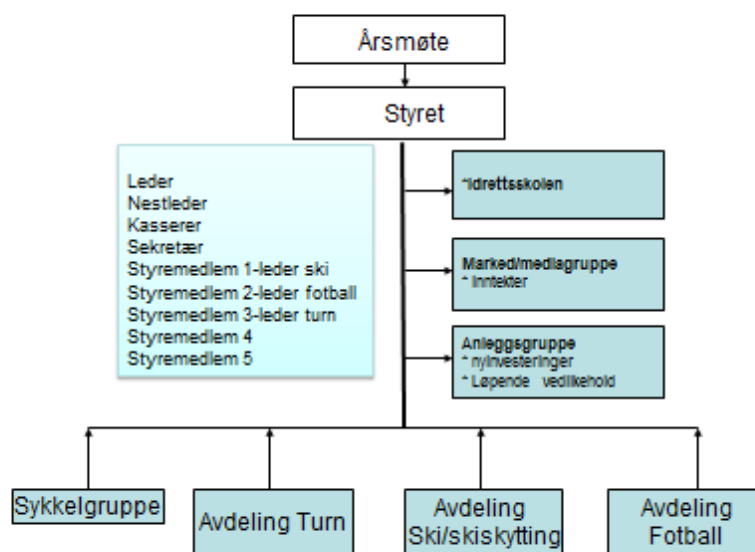 Årsmøte
Styret
Leder
Nestleder
Kasserer
Sekretær
Styremedlem 1-leder ski
Styremedlem 2-leder fotball
Styremedlem 3-leder turn
Styremedlem 4
Styremedlem 5
*Idrettsskolen
Marked/mediagruppe
* Inntekter
Anleggsgruppe
* nyinvesteringer
* Løpende vedlikehold
Sykkelgruppe
Avdeling Turn
Avdeling
Ski/skiskytting
Avdeling
Fotball